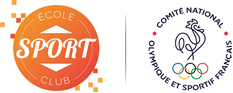 ECOLE
SPORT
CLUB
COMITÉ NATIONAL
OLYMPIQUE ET SPORTIF FRANÇAIS